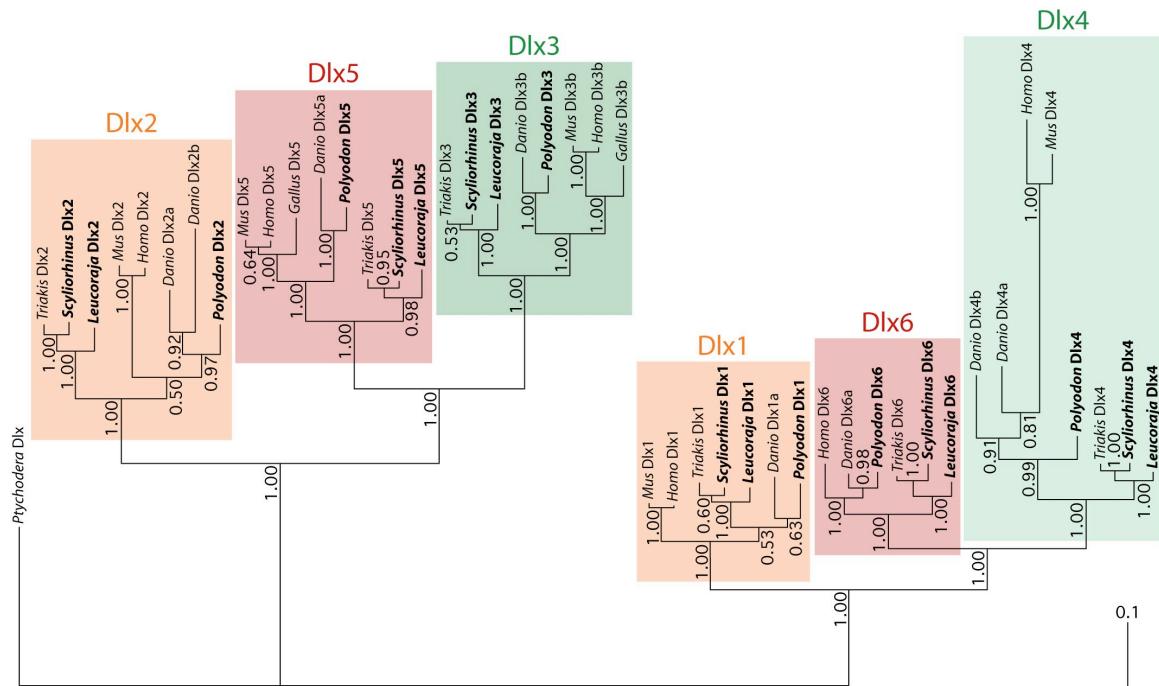 Dlx2
Triakis Dlx2
Scyliorhinus Dlx2
Leucoraja Dlx2
Mus Dlx2
Homo Dlx2
Danio Dlx2a
Danio Dlx2b
Polyodon Dlx2
1.00
1.00
1.00
0.92
0.97
0.50
1.00
Dlx5
Mus Dlx5
Homo Dlx5
Gallus Dlx5
Danio Dlx5a
Polyodon Dlx5
Triakis Dlx5
Scyliorhinus Dlx5
Leucoraja Dlx5
0.64
1.00
1.00
1.00
0.95
0.98
1.00
Dlx3
Triakis Dlx3
Scyliorhinus Dlx3
Leucoraja Dlx3
Danio Dlx3b
Polyodon Dlx3
Mus Dlx3b
Homo Dlx3b
Gallus Dlx3b
0.53
1.00
1.00
1.00
1.00
1.00
1.00
1.00
Ptychodera Dlx
1.00
Dlx1
Mus Dlx1
Homo Dlx1
Triakis Dlx1
Scyliorhinus Dlx1
Leucoraja Dlx1
Danio Dlx1a
Polyodon Dlx1
1.00
0.60
1.00
0.53
0.63
1.00
Dlx6
Homo Dlx6
Danio Dlx6a
Polyodon Dlx6
Triakis Dlx6
Scyliorhinus Dlx6
Leucoraja Dlx6
0.98
1.00
1.00
1.00
1.00
Dlx4
Danio Dlx4b
Danio Dlx4a
Homo Dlx4
Mus Dlx4
Polyodon Dlx4
Triakis Dlx4
Scyliorhinus Dlx4
Leucoraja Dlx4
1.00
0.91
0.81
0.99
1.00
1.00
1.00
1.00
1.00
0.1